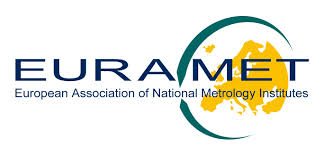 EURAMET
European Association of National Metrology Institutes